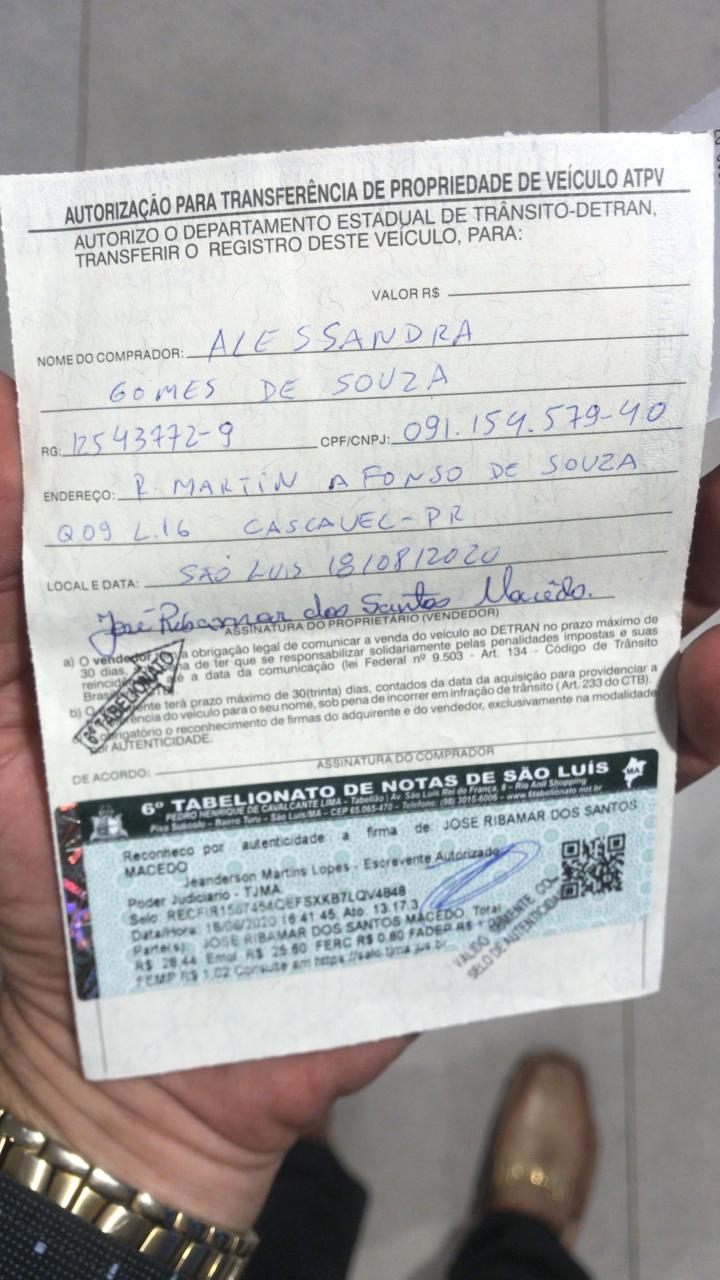 AUTORIZAÇÃO PARA TRANSFERÊNCIA DE PROPRIEDADE DE VEÍCULO ATPV
AUTORIZO O DEPARTAMENTO ESTADUAL DE TRÂNSITO-DETRAN,
TRANSFERIR O REGISTRO DESTE VEÍCULO, PARA:
VALOR R$
NOME DO COMPRADOR: ALESSANDRA
GOMES DE SOUZA
RG: 12543772-9 CPF/CNPJ: 091.154.579-40
ENDEREÇO: R. MARTIN AFONSO DE SOUZA
Q09 L.16 CASCAVEL-PR
LOCAL E DATA: SÃO LUIS 18/08/2020
José Ribamar dos Santos Macêdo.
ASSINATURA DO PROPRIETÁRIO (VENDEDOR)
a) O vendedor a obrigação legal de comunicar a venda do veículo ao DETRAN no prazo máximo de
30 dias, na de ter que se responsabilizar solidariamente pelas penalidades impostas e suas
reincid até a data da comunicação (lei Federal nº 9.503 - Art. 134 - Código de Trânsito
Brasil
6º TABELIONATO
b) O ente terá prazo máximo de 30(trinta) dias, contados da data da aquisição para providenciar a
rência do veículo para o seu nome, sob pena de incorrer em infração de trânsito (Art. 233 do CTB).
obrigatório o reconhecimento de firmas do adquirente e do vendedor, exclusivamente na modalidade
por AUTENTICIDADE.
DE ACORDO:
ASSINATURA DO COMPRADOR
6º TABELIONATO DE NOTAS DE SÃO LUÍS
MA
PEDRO HENRIQUE DE CAVALCANTE LIMA - Tabelião | Av. São Luís Rei de França, 8 - Rio Anil Shopping
Piso Subsolo - Bairro Turu - São Luís/MA - CEP 65.065-470 - Telefone: (98) 3015-6006 - www.6tabelionato.not.br
Reconheço por autenticidade a firma de: JOSE RIBAMAR DOS SANTOS
MACEDO
Jeanderson Martins Lopes - Escrevente Autorizado
Poder Judiciário - TJMA.
Selo: RECFIR1567454QEFSXKB7LQV4848
Data/Hora: 18/08/2020 16:41:45, Ato: 13.17.3
Parte(s): JOSE RIBAMAR DOS SANTOS MACEDO, Total
R$ 28.44 Emol R$ 25.60 FERC R$ 0.80 FADEP R$
FEMP R$ 1.02 Consulte em https://selo.tjma.jus.br
VALIDO SOMENTE COM
SELO DE AUTENTICIDADE